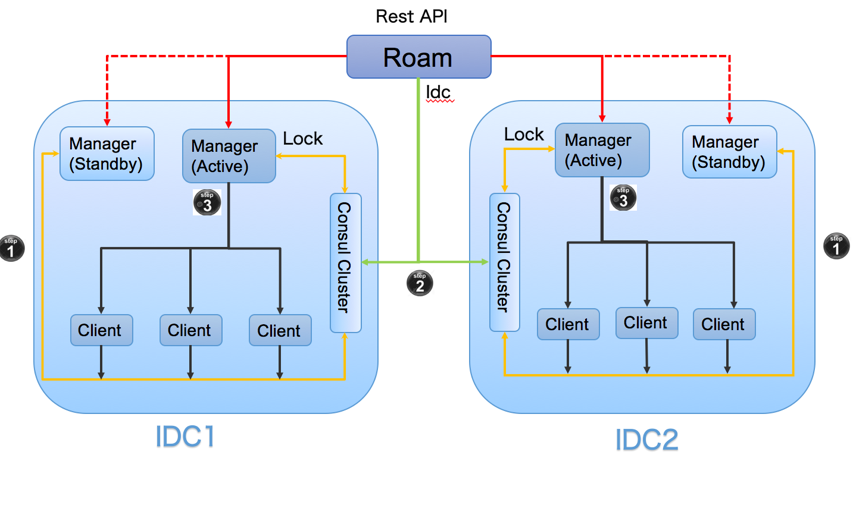 Rest API
Roam
Idc
Manager
(Standby)
Manager
(Active)
Lock
step
3
Consul Cluster
step
1
Client
Client
Client
IDC1
step
2
Lock
Manager
(Active)
Manager
(Standby)
step
3
Consul Cluster
step
1
Client
Client
Client
IDC2